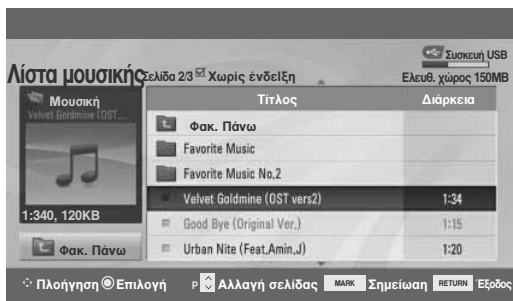 Συσκευή USB
Λίστα μουσικής Σελίδα 2/3 Χωρίς ένδειξη Ελευθ. χώρος 150MB
Μουσική Τίτλος Διάρκεια
Velvet Goldmine (OST...
Φακ. Πάνω
Favorite Music
Favorite Music No.2
Velvet Goldmine (OST vers2) 1:34
1:340, 120KB Good Bye (Original Ver.) 1:15
Φακ. Πάνω Urban Nite (Feat.Amin.J) 1:20
Πλοήγηση Επιλογή P Αλλαγή σελίδας MARK Σημείωαη RETURN Έξοδος